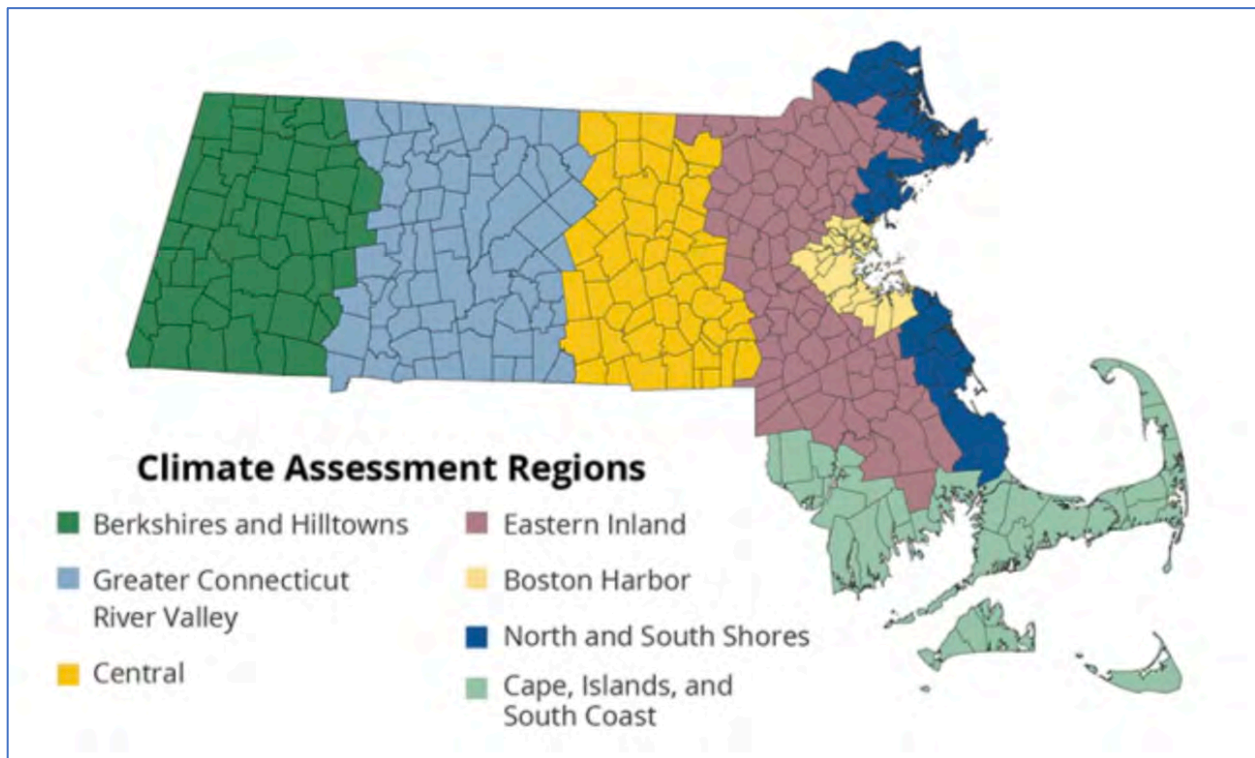 Climate Assessment Regions
Berkshires and Hilltowns
Greater Connecticut
River Valley
Central
Eastern Inland
Boston Harbor
North and South Shores
Cape, Islands, and
South Coast